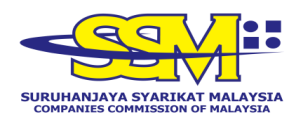 SSM
SURUHANJAYA SYARIKAT MALAYSIA
COMPANIES COMMISSION OF MALAYSIA